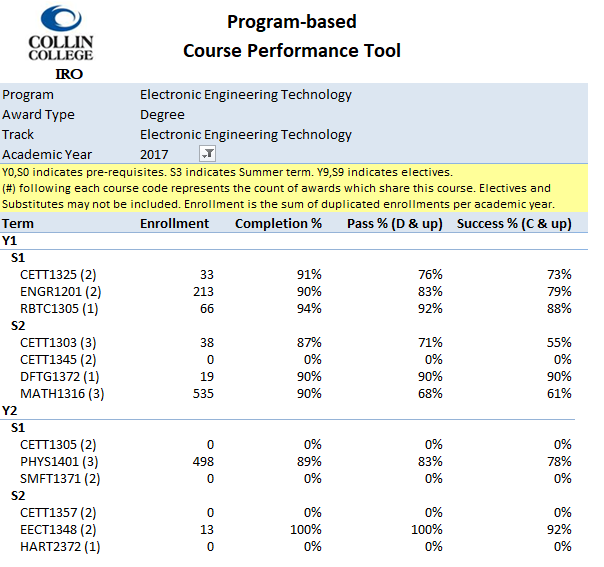 Program-based
Course Performance Tool
COLLIN
COLLEGE
IRO
Program Electronic Engineering Technology
Award Type Degree
Track Electronic Engineering Technology
Academic Year 2017
Y0,S0 indicates pre-requisites. S3 indicates Summer term. Y9,S9 indicates electives.
(#) following each course code represents the count of awards which share this course. Electives and
Substitutes may not be included. Enrollment is the sum of duplicated enrollments per academic year.
Term Enrollment Completion % Pass % (D & up) Success % (C & up)
Y1
S1
CETT1325 (2) 33 91% 76% 73%
ENGR1201 (2) 213 90% 83% 79%
RBTC1305 (1) 66 94% 92% 88%
S2
CETT1303 (3) 38 87% 71% 55%
CETT1345 (2) 0 0% 0% 0%
DFTG1372 (1) 19 90% 90% 90%
MATH1316 (3) 535 90% 68% 61%
Y2
S1
CETT1305 (2) 0 0% 0% 0%
PHYS1401 (3) 498 89% 83% 78%
SMFT1371 (2) 0 0% 0% 0%
S2
CETT1357 (2) 0 0% 0% 0%
EECT1348 (2) 13 100% 100% 92%
HART2372 (1) 0 0% 0% 0%